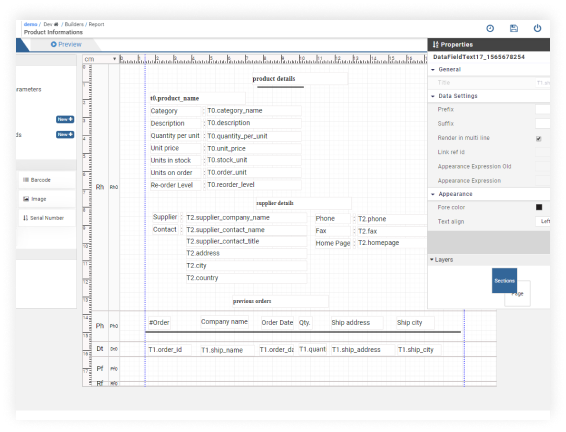 demo / Dev / Builders / Report
Product Informations
Preview
Properties
DataFieldText17_1565678254
General
Title
Data Settings
Prefix
Suffix
Render in multi line
Link ref id
Appearance Expression Old
Appearance Expression
Appearance
Fore color
Text align Left
Layers
Sections
Page
arameters
New +
ds New +
Barcode
Image
Serial Number
cm
product details
t0.product_name
Category : T0.category_name
Description : T0.description
Quantity per unit : T0.quantity_per_unit
Unit price : T0.unit_price
Units in stock : T0.stock_unit
Units on order : T0.order_unit
Re-order Level : T0.reorder_level
Rh Rh0
supplier details
Supplier : T2.supplier_company_name Phone : T2.phone
Contact : T2.supplier_contact_name Fax : T2.fax
T2.supplier_contact_title Home Page : T2.homepage
T2.address
T2.city
T2.country
previous orders
Ph Ph0 #Order Company name Order Date Qty. Ship address Ship city
Dt Dt0 T1.order_id T1.ship_name T1.order_da T1.quanti T1.ship_address T1.ship_city
Pf Pf0
Rf Rf0